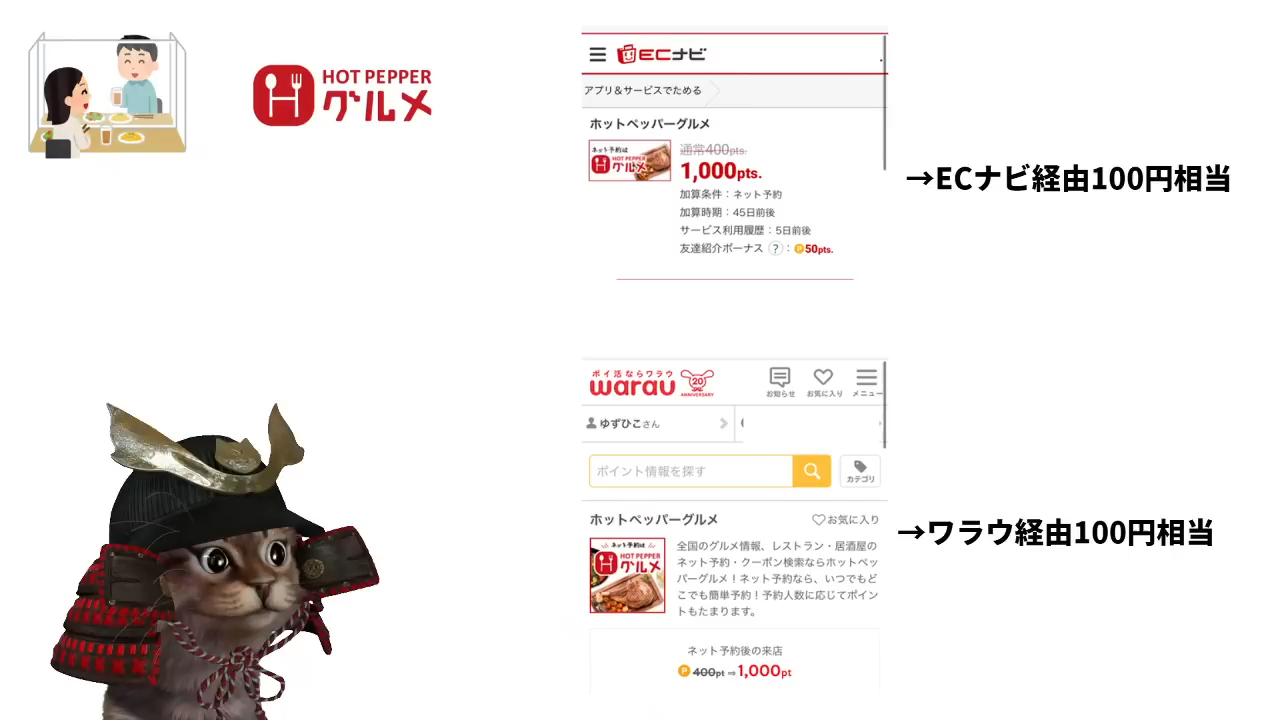 HOT PEPPER
グルメ
ECナビ
アプリ＆サービスでためる
ホットペッパーグルメ
ネット予約は
HOT PEPPER
グルメ
通常400pts.
1,000pts.
加算条件：ネット予約
加算時期：45日前後
サービス利用履歴：5日前後
友達紹介ボーナス ? ： P50pts.
→ECナビ経由100円相当
ポイ活ならワラウ
warau
20
ANNIVERSARY
お知らせ
お気に入り
メニュー
ゆずひこさん
ポイント情報を探す
カテゴリ
ホットペッパーグルメ
お気に入り
ネット予約は
HOT PEPPER
グルメ
全国のグルメ情報、レストラン・居酒屋の
ネット予約・クーポン検索ならホットペッ
パーグルメ！ネット予約なら、いつでもど
こでも簡単予約！予約人数に応じてポイン
トもたまります。
ネット予約後の来店
P 400pt ⇒ 1,000pt
→ワラウ経由100円相当